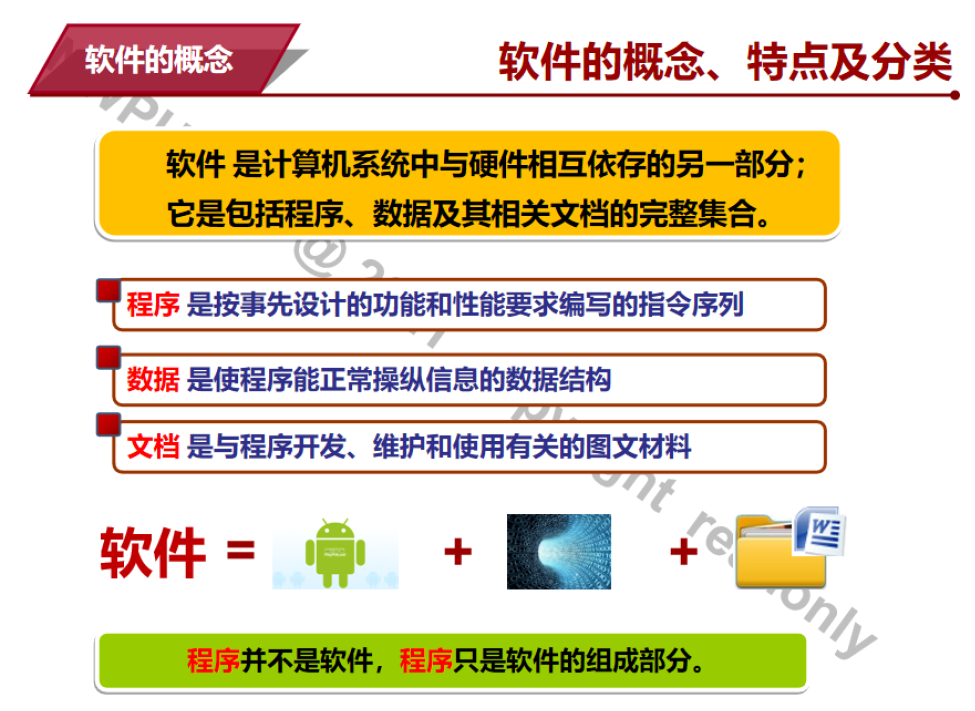 软件的概念
软件的概念、特点及分类
软件 是计算机系统中与硬件相互依存的另一部分；
它是包括程序、数据及其相关文档的完整集合。
程序 是按事先设计的功能和性能要求编写的指令序列
数据 是使程序能正常操纵信息的数据结构
文档 是与程序开发、维护和使用有关的图文材料
软件 = + +
程序并不是软件，程序只是软件的组成部分。
only